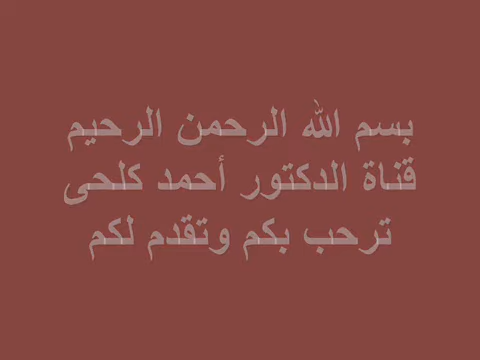 بسم الله الرحمن الرحيم
قناة الدكتور أحمد كلحى
ترحب بكم وتقدم لكم